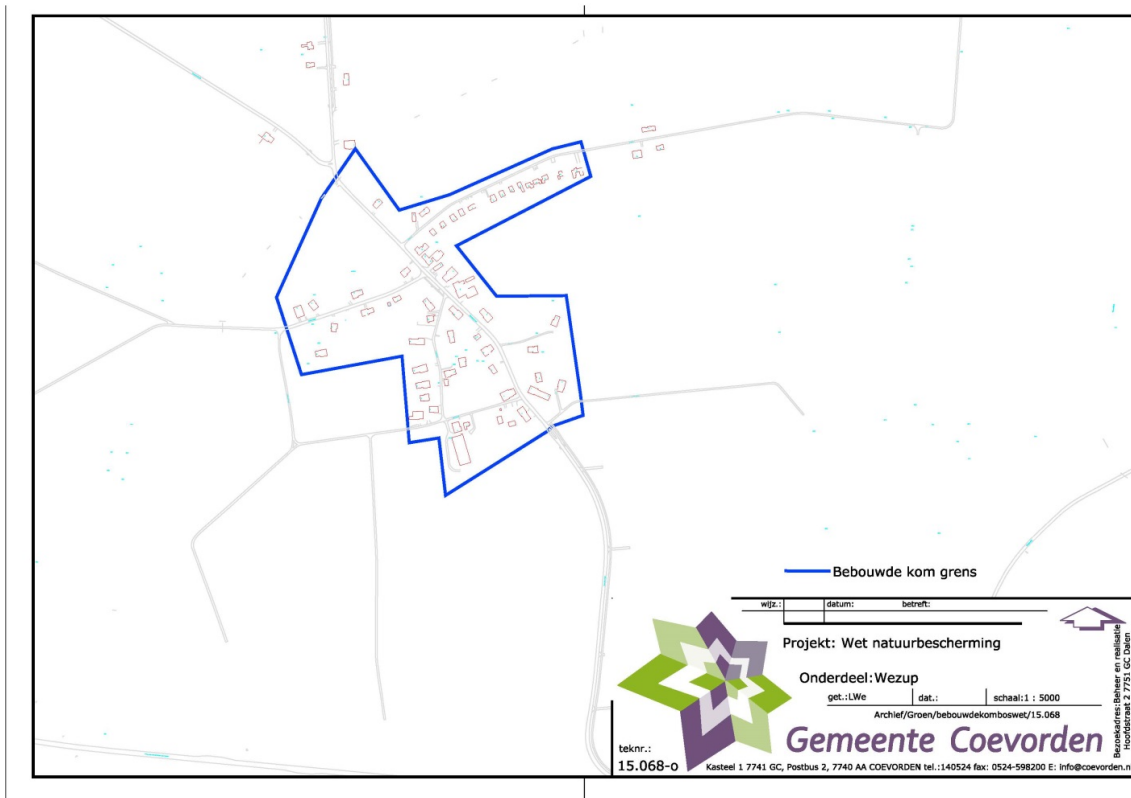 Bebouwde kom grens
wijz.: datum: betreft:
Projekt: Wet natuurbescherming
Onderdeel: Wezup
get.:LWe dat.: schaal:1 : 5000
Archief/Groen/bebouwdekomboswet/15.068
Gemeente Coevorden
teknr.:
15.068-o
Kasteel 1 7741 GC, Postbus 2, 7740 AA COEVORDEN tel.:140524 fax: 0524-598200 E: info@coevorden.n
Bezoekadres:Beheer en realisatie
Hoofdstraat 2 7751 GC Dalen